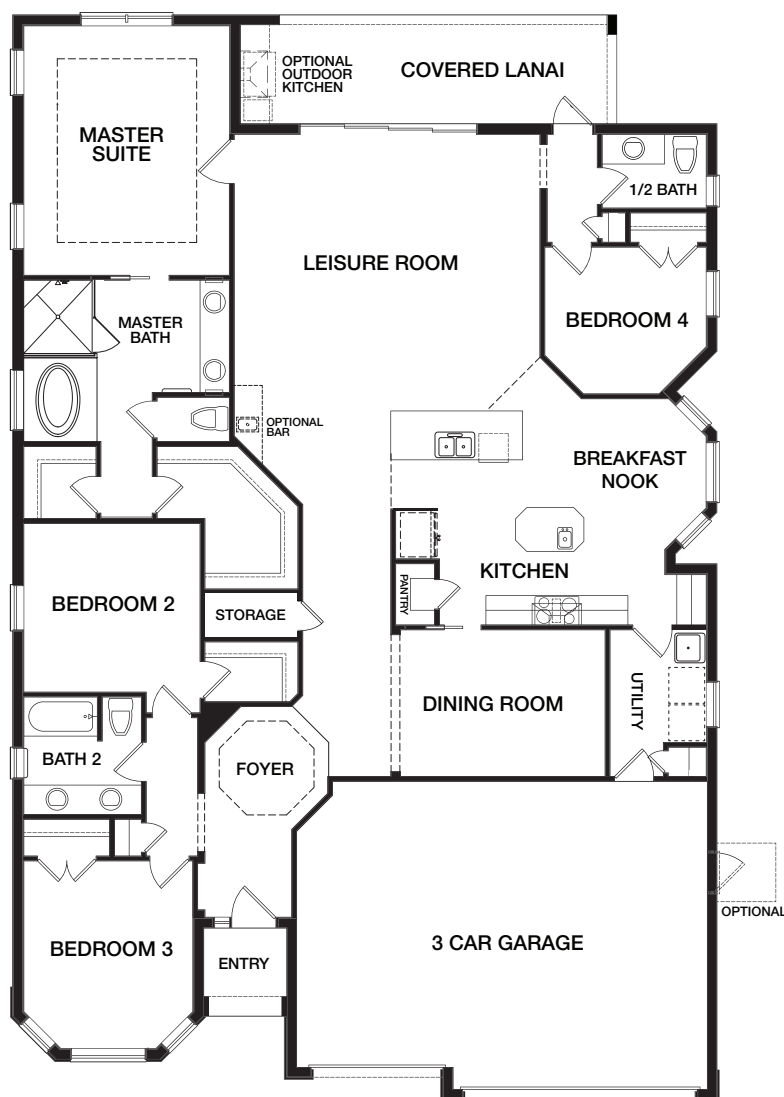 OPTIONAL
OUTDOOR
KITCHEN
COVERED LANAI
MASTER
SUITE
1/2 BATH
LEISURE ROOM
BEDROOM 4
MASTER
BATH
OPTIONAL
BAR
BREAKFAST
NOOK
KITCHEN
PANTRY
BEDROOM 2
STORAGE
DINING ROOM
UTILITY
BATH 2
FOYER
OPTIONAL
3 CAR GARAGE
BEDROOM 3
ENTRY